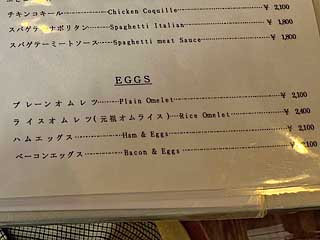 チキンコキール Chicken Coquille ¥ 2,100
スパゲティナポリタン Spaghetti Italian ¥ 1,800
スパゲテーミートソース Spaghetti meat Sauce ¥ 1,800
EGGS
プレーンオムレツ Plain Omelet ¥ 2,100
ライスオムレツ(元祖オムライス) Rice Omelet ¥ 2,400
ハムエッグス Ham & Eggs ¥ 2,100
ベーコンエッグス Bacon & Eggs ¥ 2,100